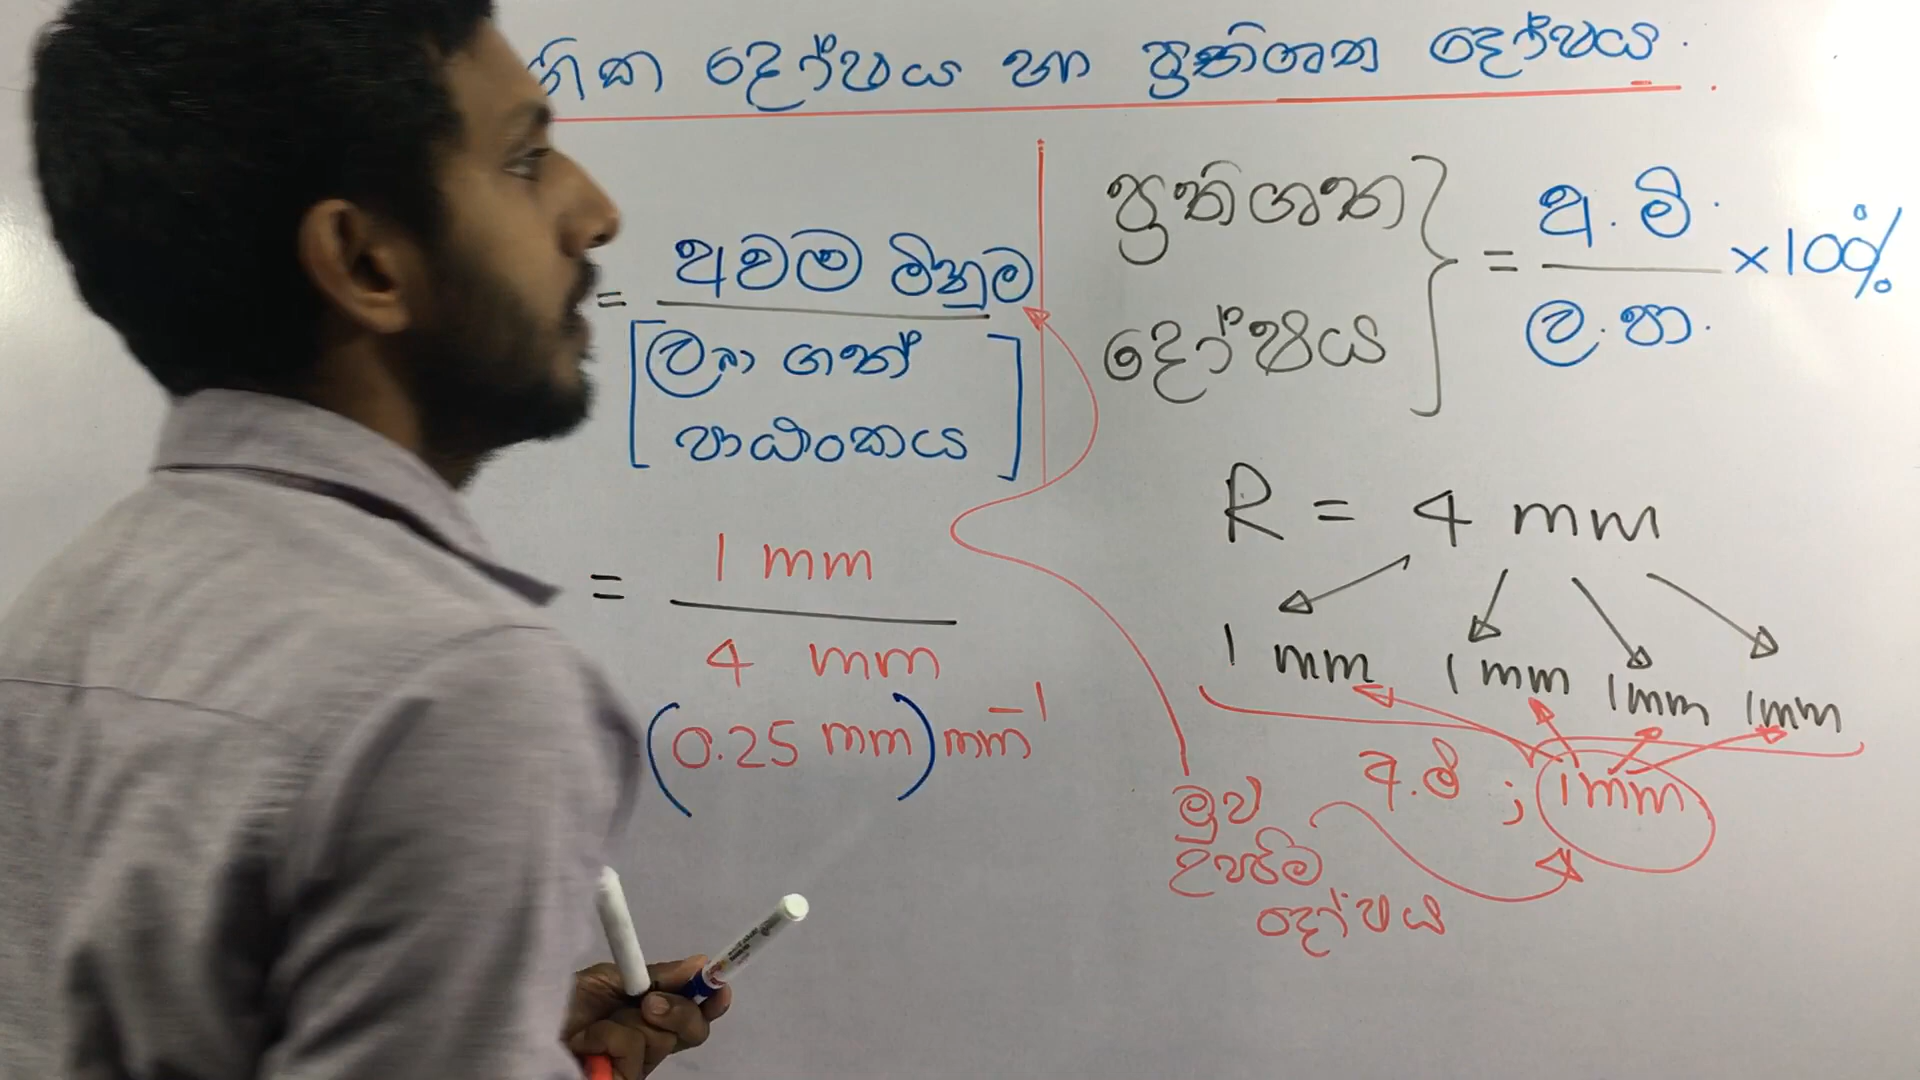 දෝෂය හා ප්‍රතිශත දෝෂය.
= අවම මිනුම
[ලබා ගත්
පාඨාංකය]
= 1 mm
4 mm
(0.25 mm) mm⁻¹
ප්‍රතිශත
දෝෂය } = අ.මි. / ල.පා. × 100%
R = 4 mm
1 mm 1 mm 1mm 1mm
අ.මි ; 1mm
මුව
උපරිම
දෝෂය